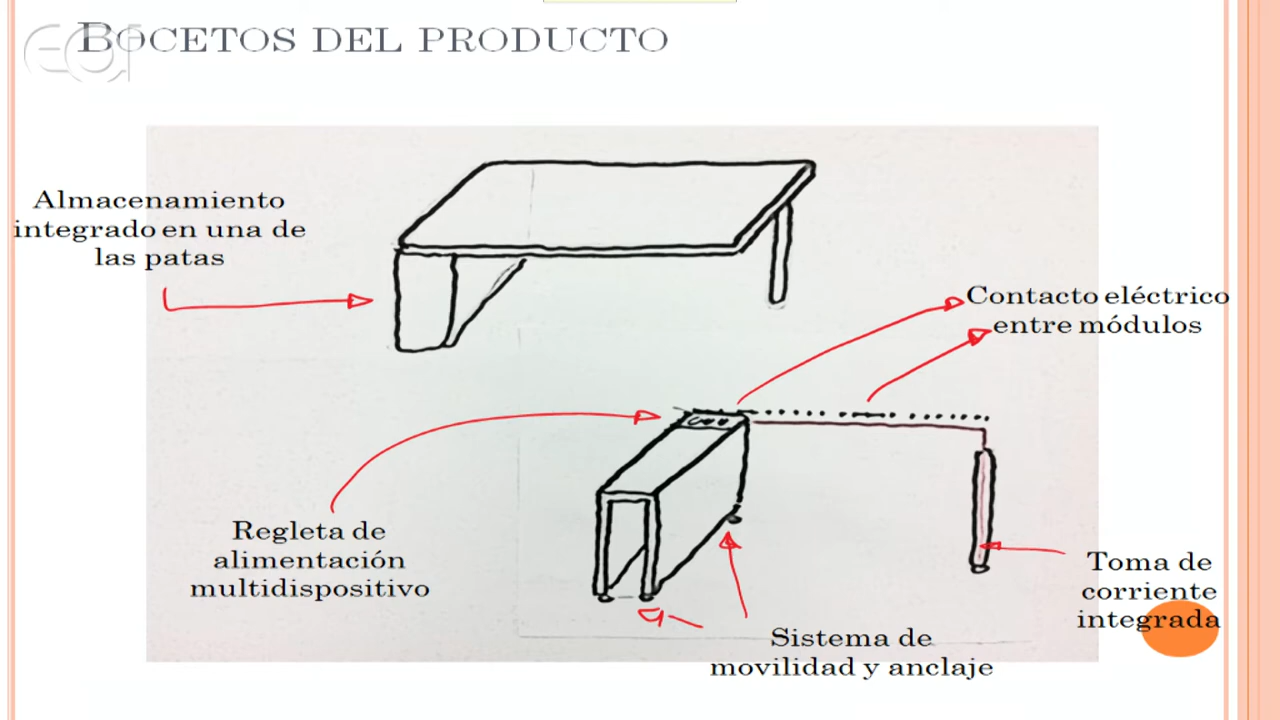 BOCETOS DEL PRODUCTO
eoi
Almacenamiento
integrado en una de
las patas
Contacto eléctrico
entre módulos
Regleta de
alimentación
multidispositivo
Toma de
corriente
integrada
Sistema de
movilidad y anclaje